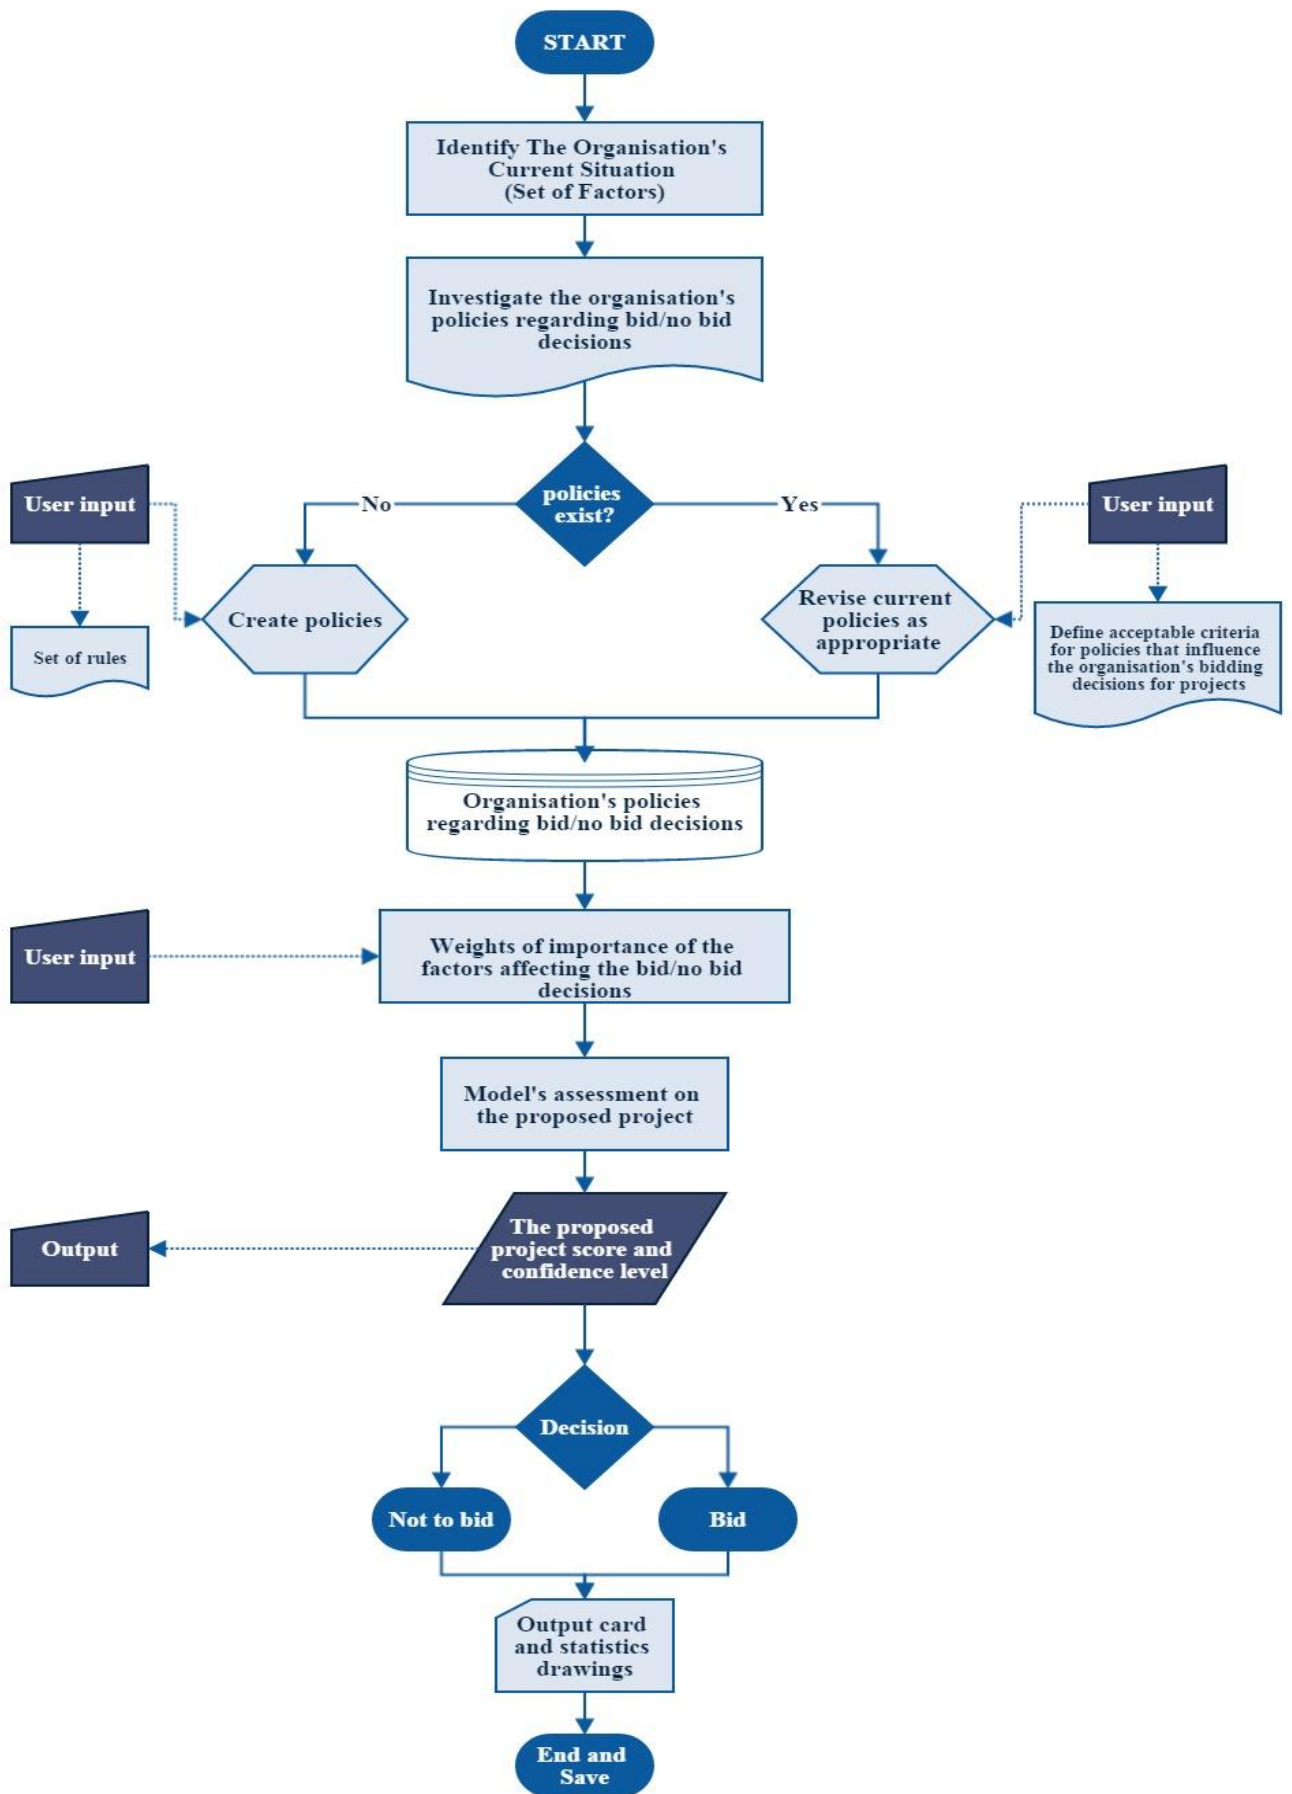 START
Identify The Organisation's
Current Situation
(Set of Factors)
Investigate the organisation's
policies regarding bid/no bid
decisions
policies
exist?
No
Yes
User input
User input
Create policies
Revise current
policies as
appropriate
Set of rules
Define acceptable criteria
for policies that influence
the organisation's bidding
decisions for projects
Organisation's policies
regarding bid/no bid decisions
User input
Weights of importance of the
factors affecting the bid/no bid
decisions
Model's assessment on
the proposed project
Output
The proposed
project score and
confidence level
Decision
Not to bid
Bid
Output card
and statistics
drawings
End and
Save